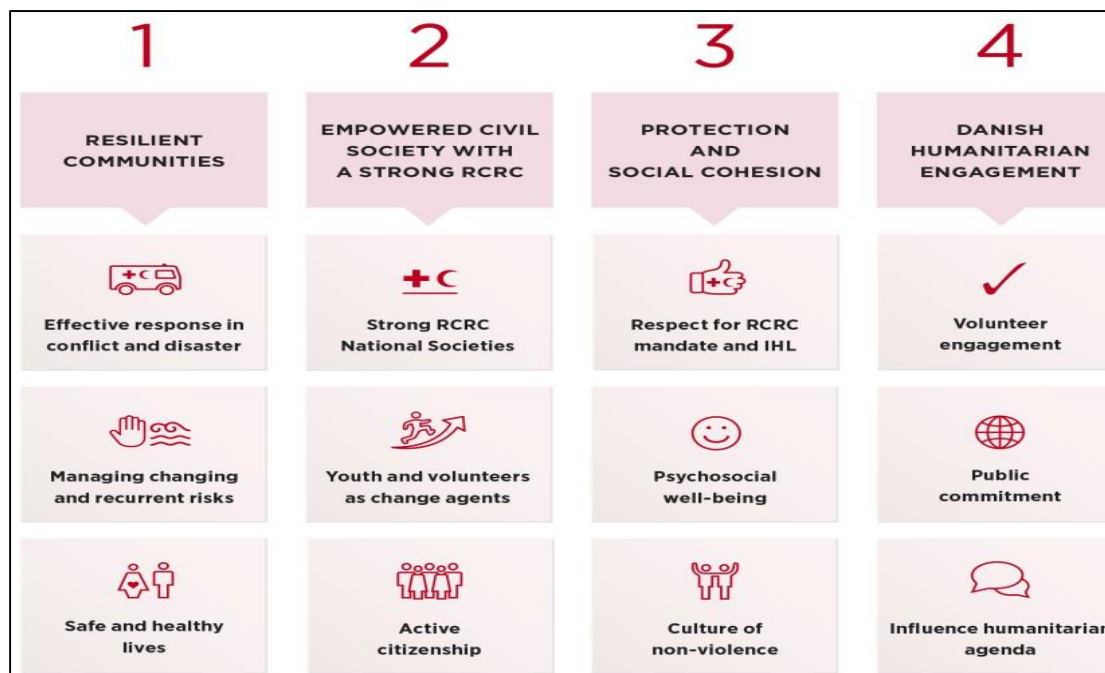 1
RESILIENT
COMMUNITIES
Effective response in
conflict and disaster
Managing changing
and recurrent risks
Safe and healthy
lives
2
EMPOWERED CIVIL
SOCIETY WITH
A STRONG RCRC
Strong RCRC
National Societies
Youth and volunteers
as change agents
Active
citizenship
3
PROTECTION
AND
SOCIAL COHESION
Respect for RCRC
mandate and IHL
Psychosocial
well-being
Culture of
non-violence
4
DANISH
HUMANITARIAN
ENGAGEMENT
Volunteer
engagement
Public
commitment
Influence humanitarian
agenda